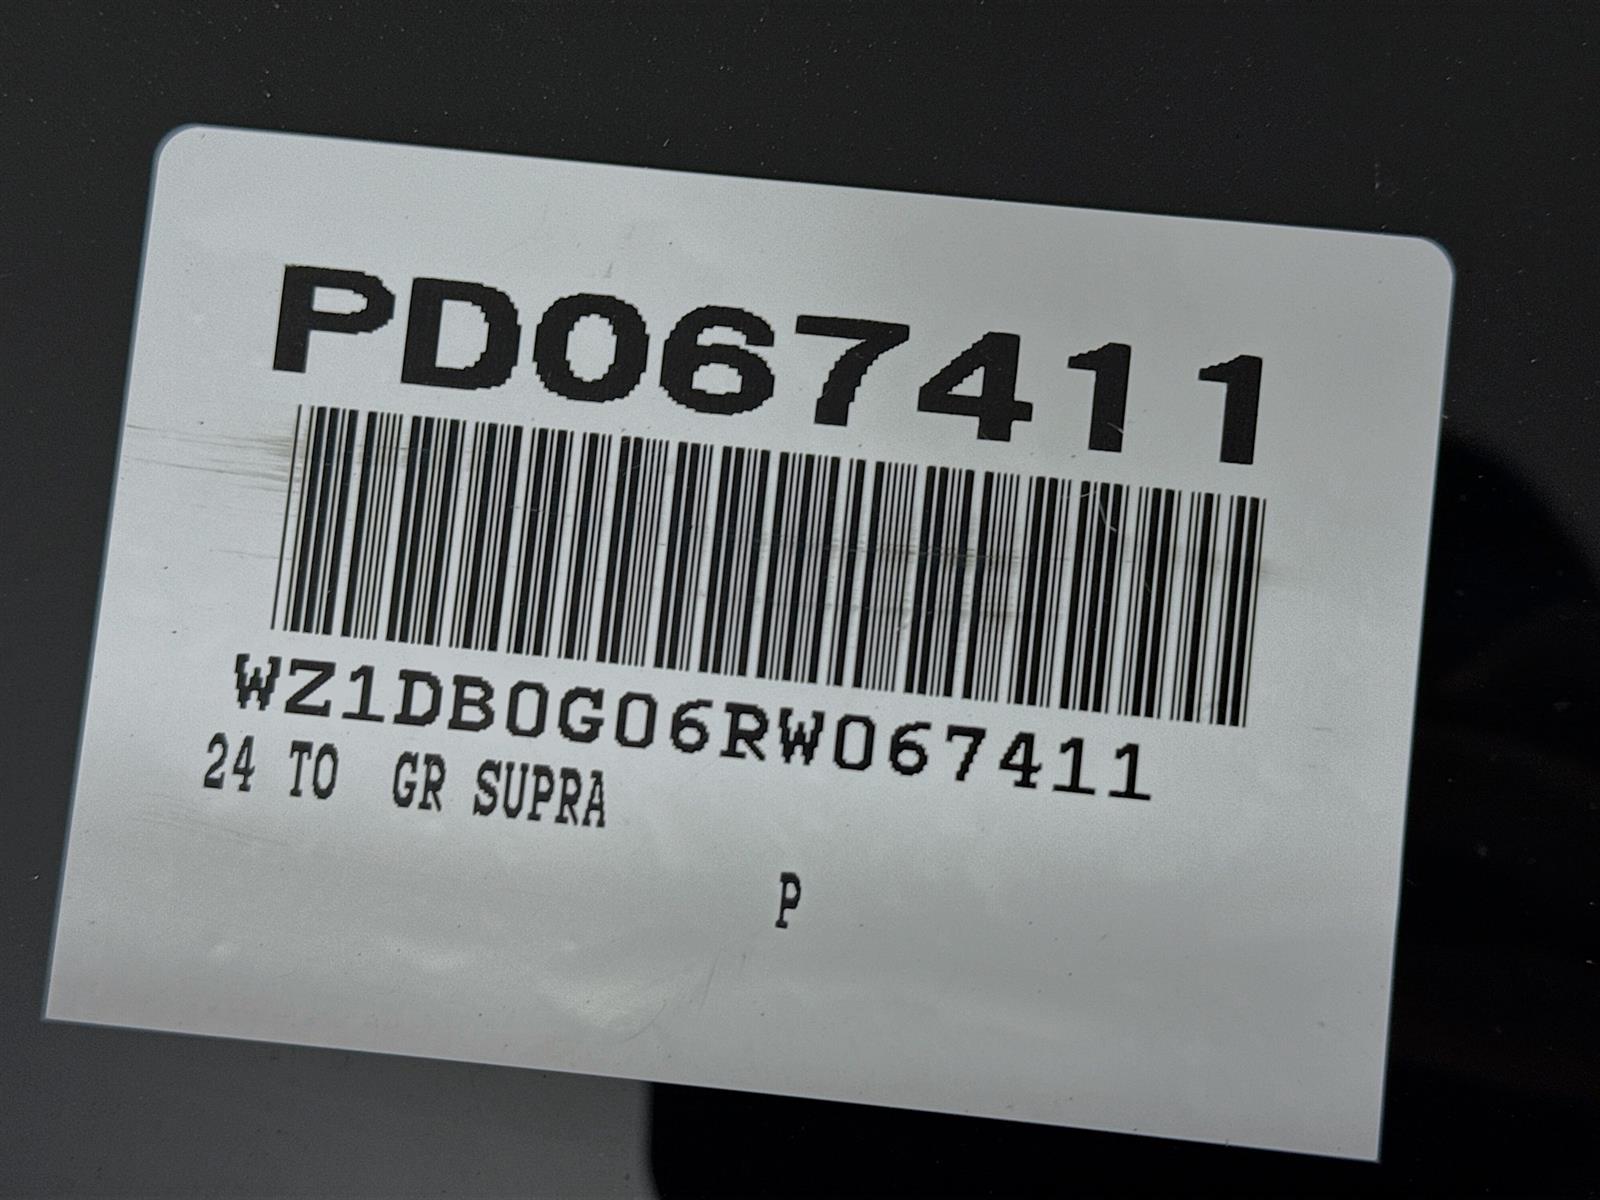 PD067411
WZ1DB0G06RW067411
24 TO  GR SUPRA
P